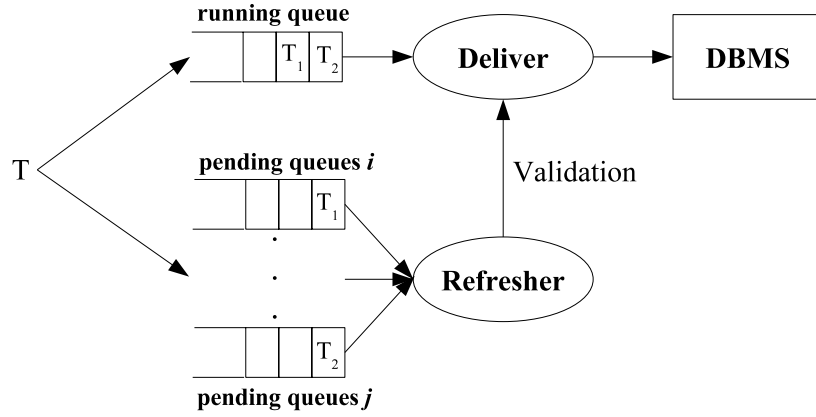 running queue
T1 T2
Deliver
DBMS
T
pending queues i
T1
Validation
Refresher
T2
pending queues j